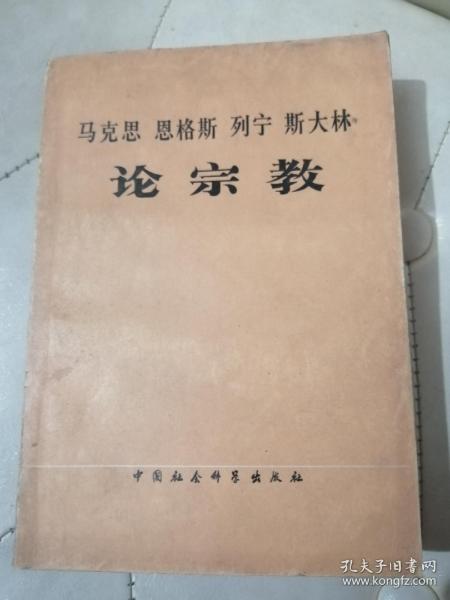 马克思 恩格斯 列宁 斯大林
论宗教
中国社会科学出版社
孔夫子旧书网
www.kongfz.com